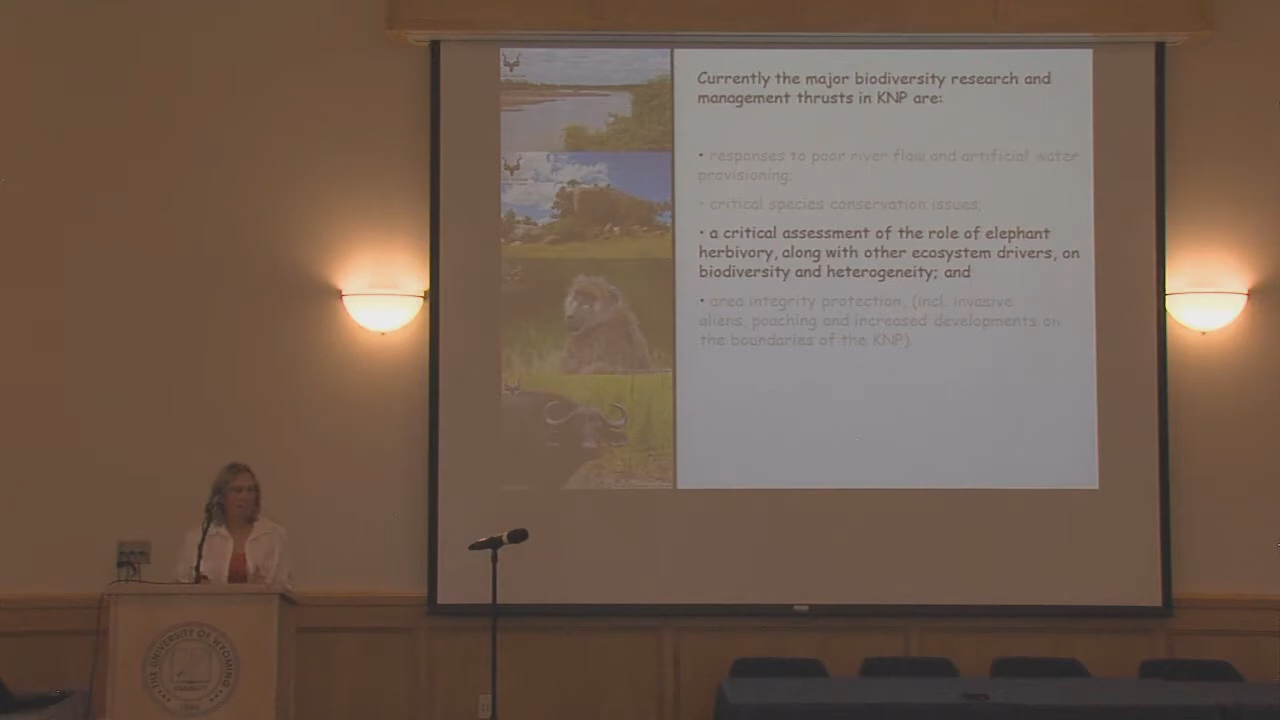 Currently the major biodiversity research and
management thrusts in KNP are:
• responses to poor river flow and artificial water
provisioning;
• critical species conservation issues;
• a critical assessment of the role of elephant
herbivory, along with other ecosystem drivers, on
biodiversity and heterogeneity; and
• area integrity protection, (incl. invasive
aliens, poaching and increased developments on
the boundaries of the KNP).
THE UNIVERSITY OF WYOMING